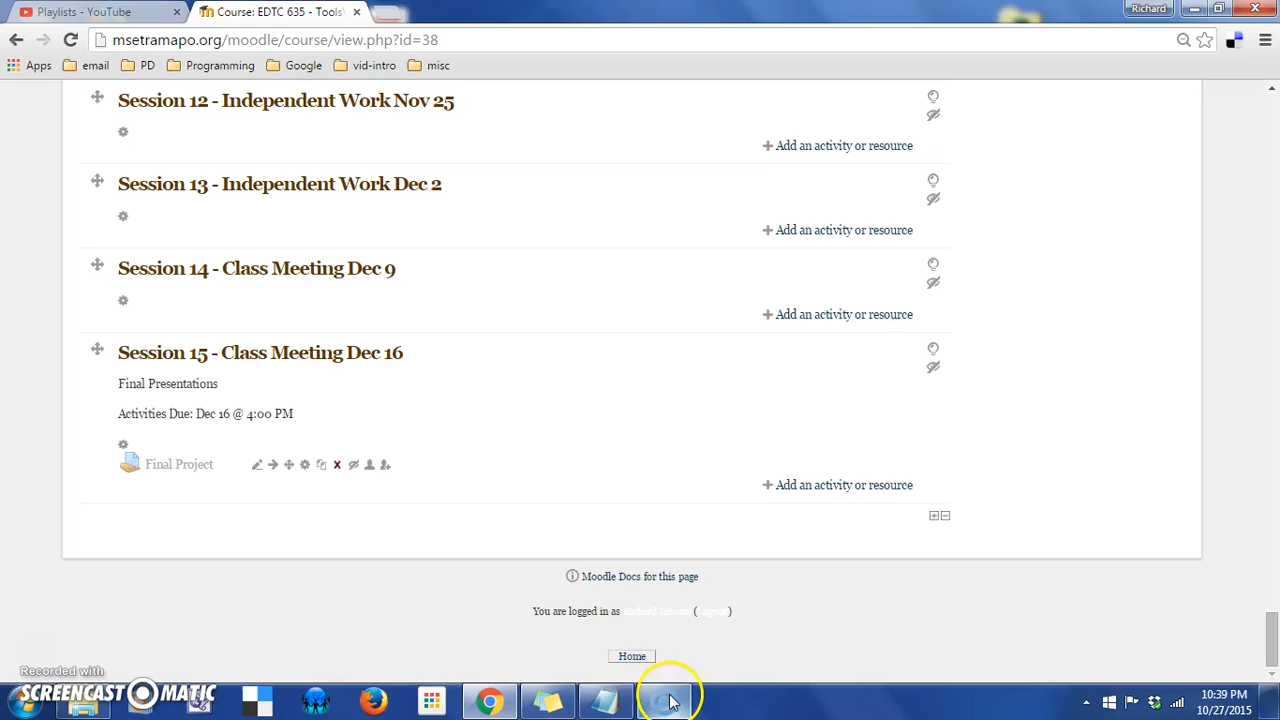 Playlists - YouTube
Course: EDTC 635 - Tools
Richard
msetramapo.org/moodle/course/view.php?id=38
Apps email PD Programming Google vid-intro misc
Session 12 - Independent Work Nov 25
Add an activity or resource
Session 13 - Independent Work Dec 2
Add an activity or resource
Session 14 - Class Meeting Dec 9
Add an activity or resource
Session 15 - Class Meeting Dec 16
Final Presentations
Activities Due: Dec 16 @ 4:00 PM
Final Project
Add an activity or resource
Moodle Docs for this page
You are logged in as Richard (Logout)
Home
Recorded with
SCREENCAST MATIC
10:39 PM
10/27/2015